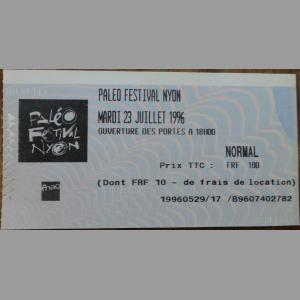 PALEO FESTIVAL NYON
MARDI 23 JUILLET 1996
OUVERTURE DES PORTES A 18H00
PALÉO
FESTIVAL
NYON
NORMAL
Prix TTC : FRF 180
fnac
(Dont FRF 10 - de frais de location)
19960529/17 /B9607402782